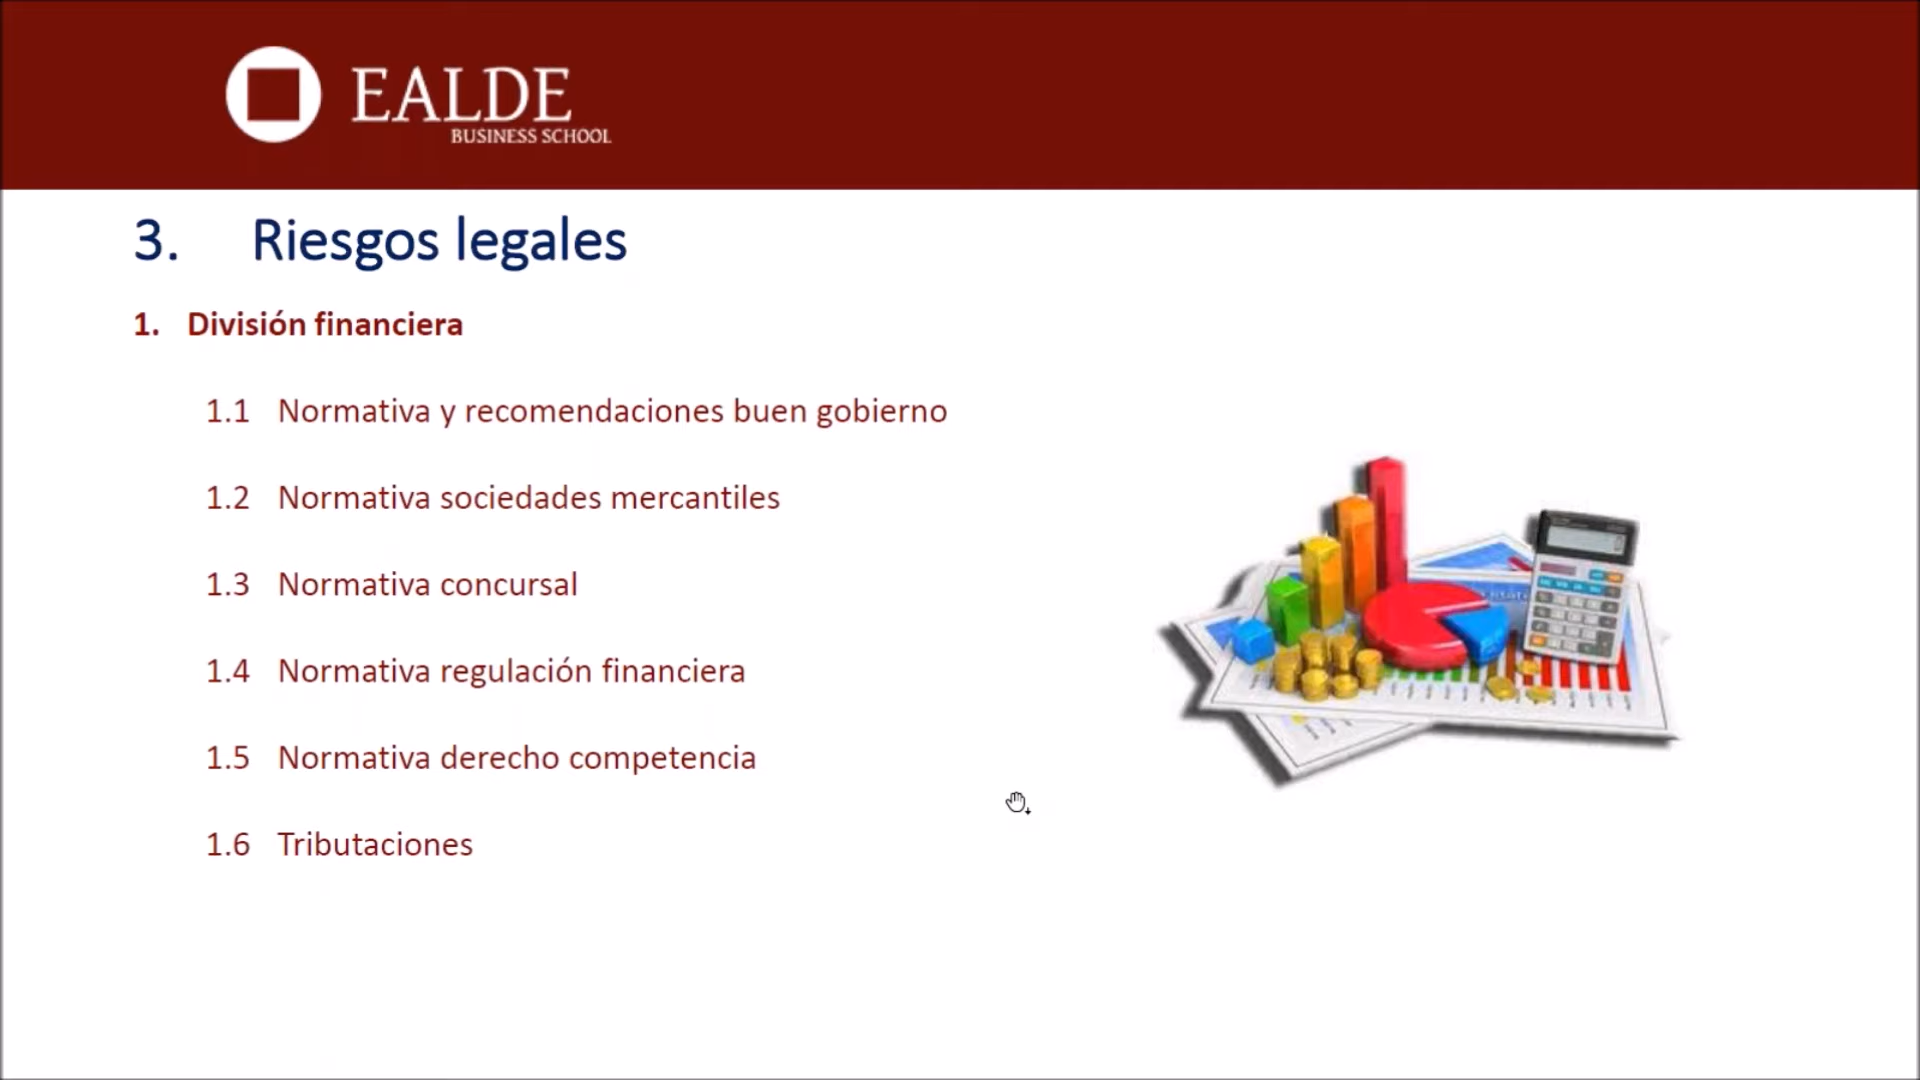 EALDE
BUSINESS SCHOOL
3. Riesgos legales
1. División financiera
1.1 Normativa y recomendaciones buen gobierno
1.2 Normativa sociedades mercantiles
1.3 Normativa concursal
1.4 Normativa regulación financiera
1.5 Normativa derecho competencia
1.6 Tributaciones